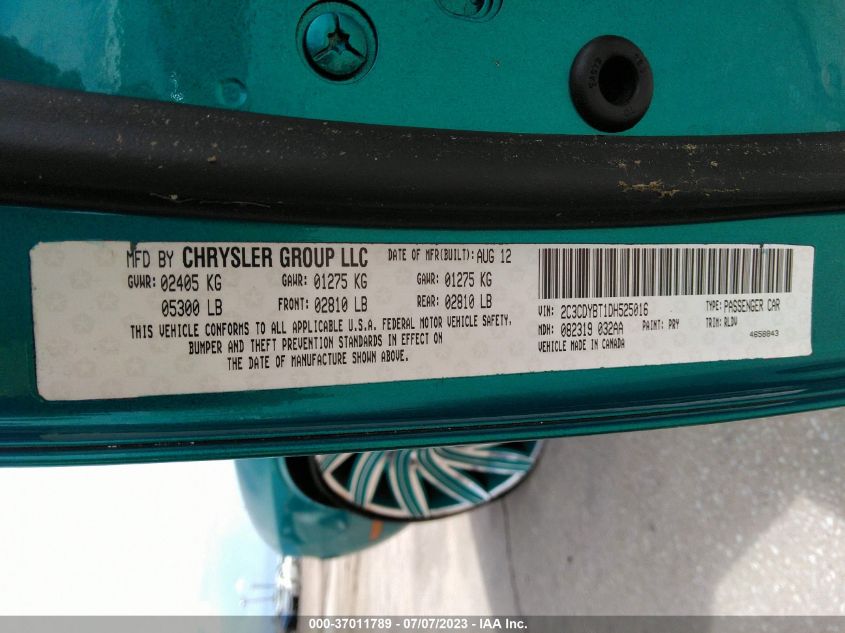 MFD BY CHRYSLER GROUP LLC DATE OF MFR(BUILT): AUG 12
GVWR: 02405 KG GAWR: 01275 KG GAWR: 01275 KG
05300 LB FRONT: 02810 LB REAR: 02810 LB
THIS VEHICLE CONFORMS TO ALL APPLICABLE U.S.A. FEDERAL MOTOR VEHICLE SAFETY,
BUMPER AND THEFT PREVENTION STANDARDS IN EFFECT ON
THE DATE OF MANUFACTURE SHOWN ABOVE.
VIN: 2C3CDYBT1DH525016 TYPE: PASSENGER CAR
MDH: 082319 032AA PAINT: PRY TRIM: RLDV
VEHICLE MADE IN CANADA 4658843
000-37011789 - 07/07/2023 - IAA Inc.